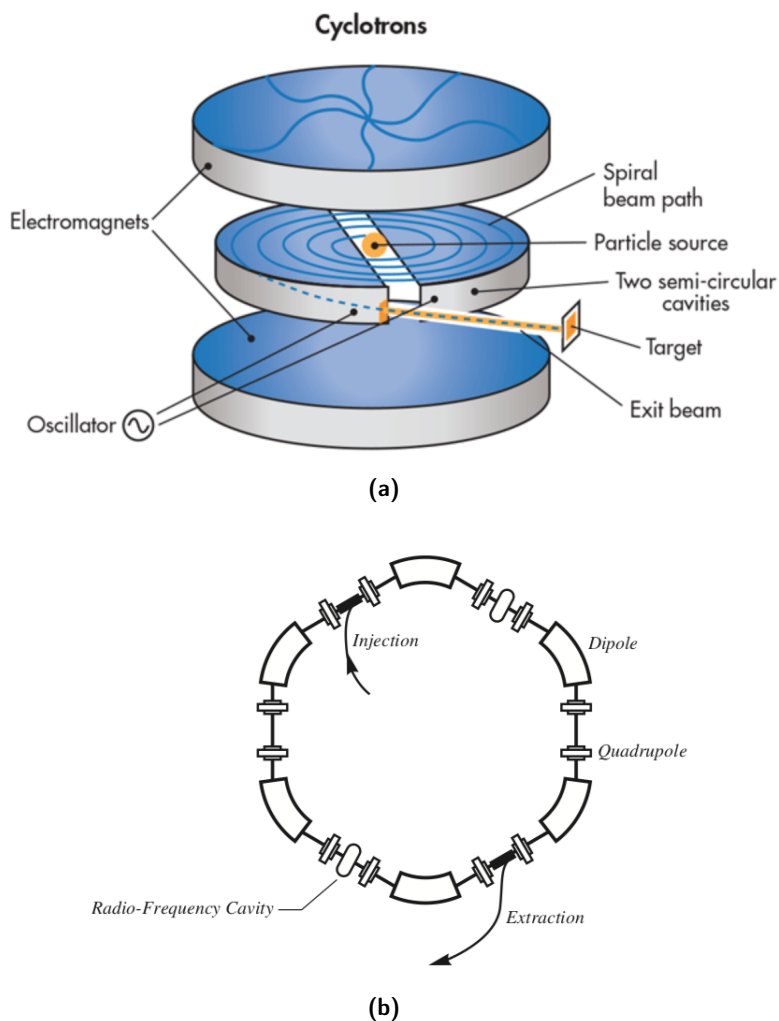 Cyclotrons
Spiral
beam path
Electromagnets
Particle source
Two semi-circular
cavities
Target
Exit beam
Oscillator
(a)
Injection
Dipole
Quadrupole
Radio-Frequency Cavity
Extraction
(b)